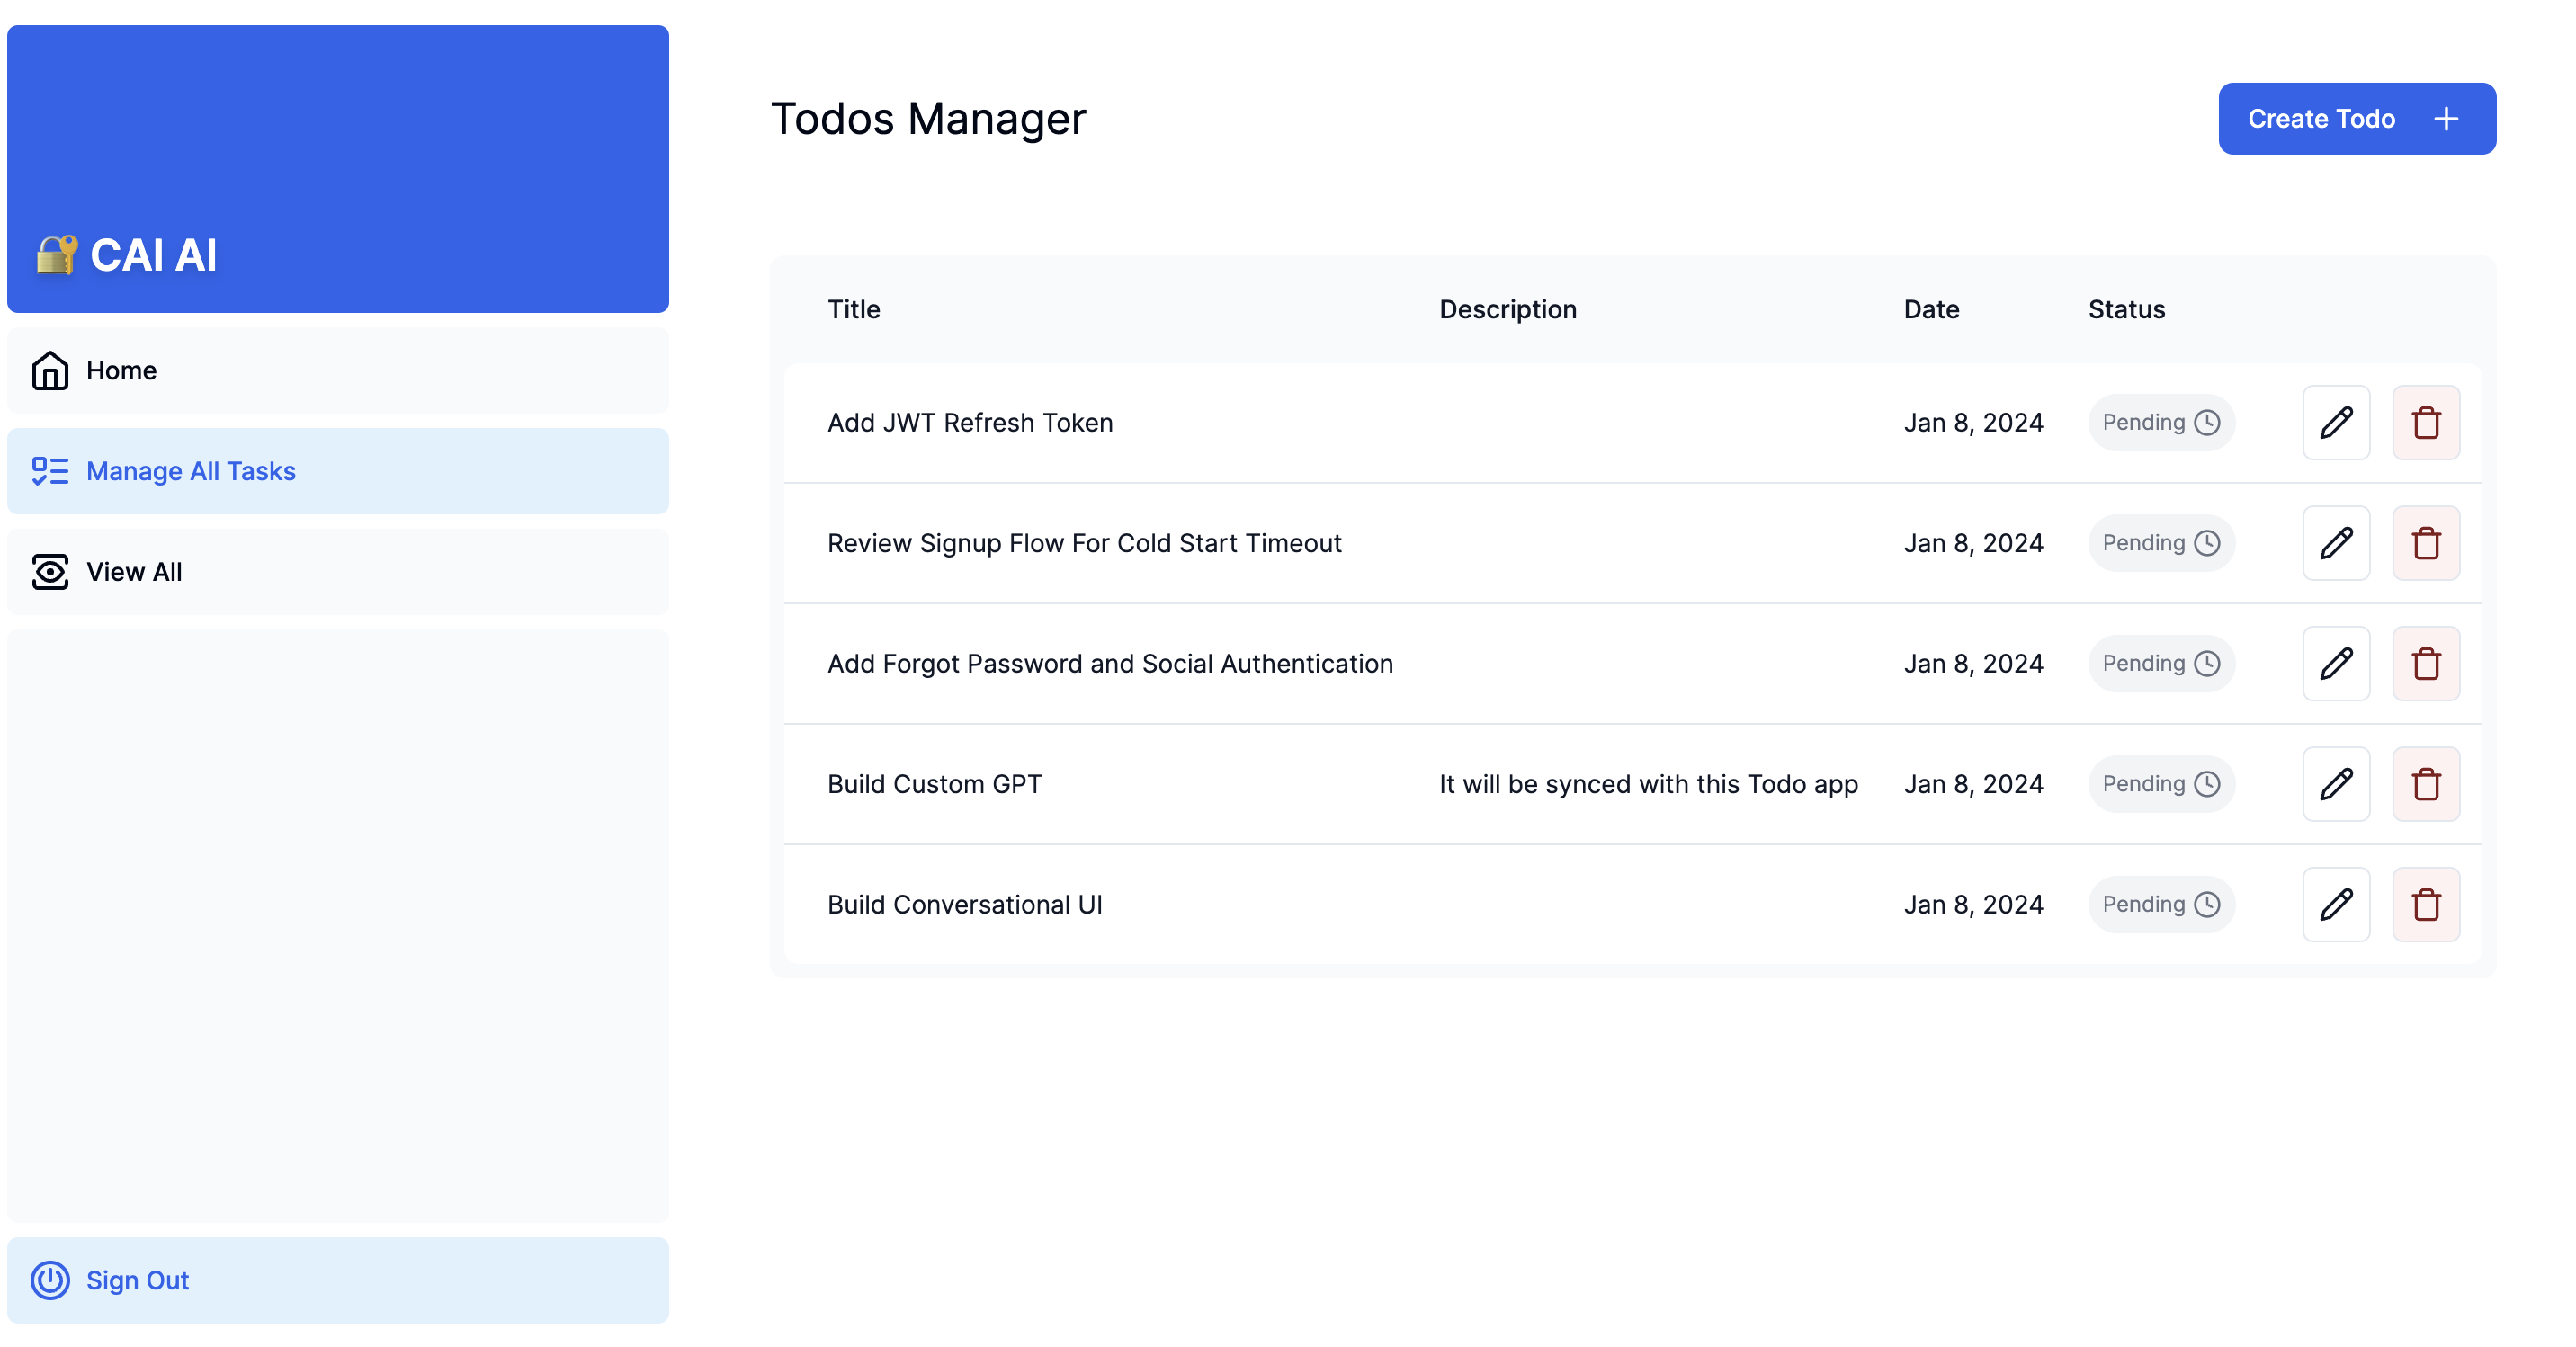 🔐 CAI AI
Home
Manage All Tasks
View All
Sign Out
Todos Manager
Create Todo +
Title Description Date Status
Add JWT Refresh Token Jan 8, 2024 Pending
Review Signup Flow For Cold Start Timeout Jan 8, 2024 Pending
Add Forgot Password and Social Authentication Jan 8, 2024 Pending
Build Custom GPT It will be synced with this Todo app Jan 8, 2024 Pending
Build Conversational UI Jan 8, 2024 Pending